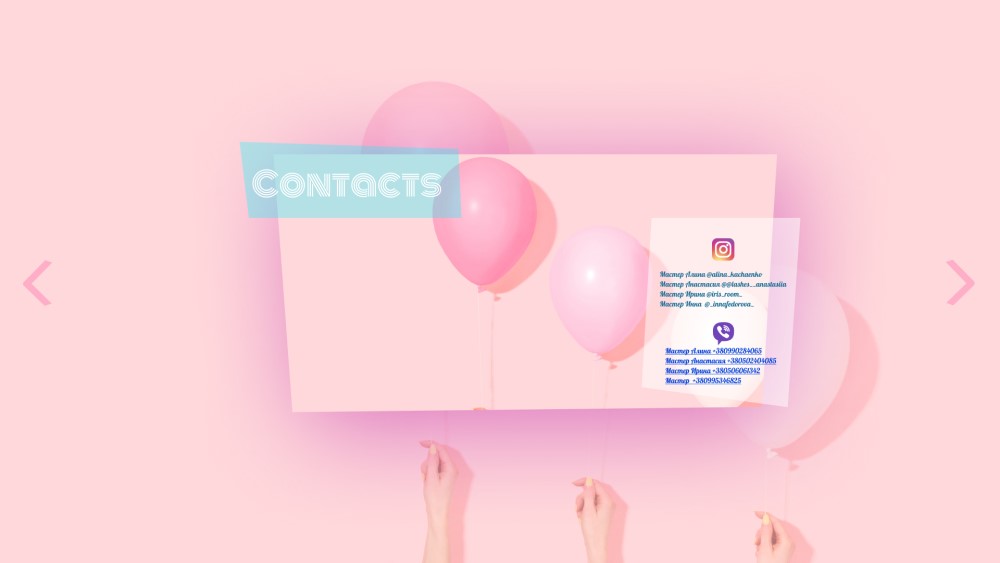 Contacts
Мастер Алина @alina_kachaenko
Мастер Анастасия @@lashes__anastasiia
Мастер Ирина @iris_room_
Мастер Инна @_innafedorova_
Мастер Алина +380990284065
Мастер Анастасия +380502404085
Мастер Ирина +380506061342
Мастер +380995346825